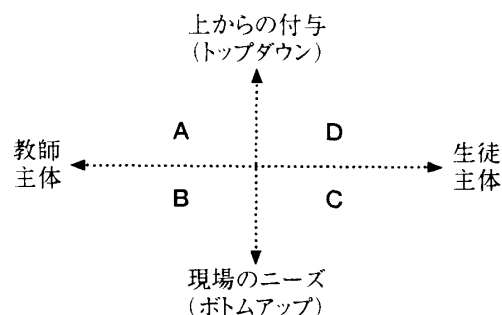 上からの付与
(トップダウン)
A
D
教師
主体
生徒
主体
B
C
現場のニーズ
(ボトムアップ)